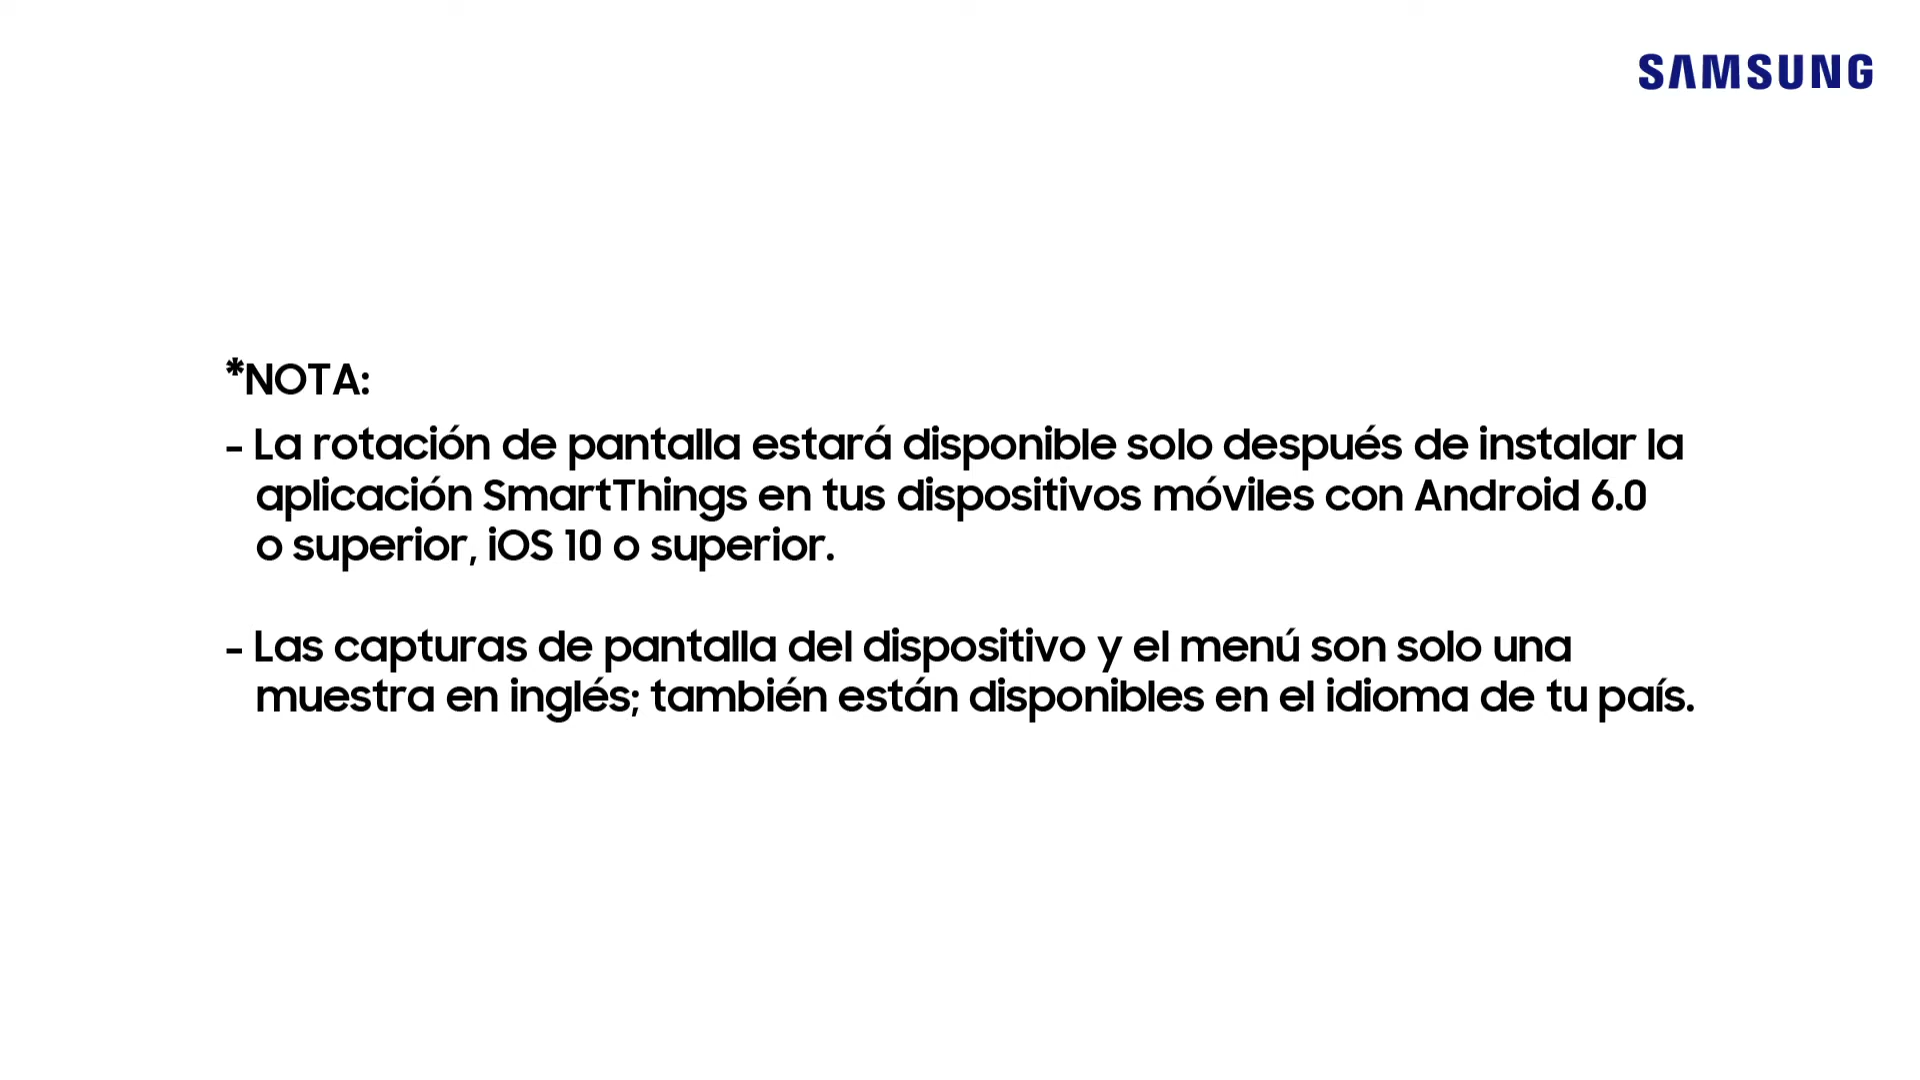 SAMSUNG
*NOTA:
- La rotación de pantalla estará disponible solo después de instalar la
aplicación SmartThings en tus dispositivos móviles con Android 6.0
o superior, iOS 10 o superior.
- Las capturas de pantalla del dispositivo y el menú son solo una
muestra en inglés; también están disponibles en el idioma de tu país.